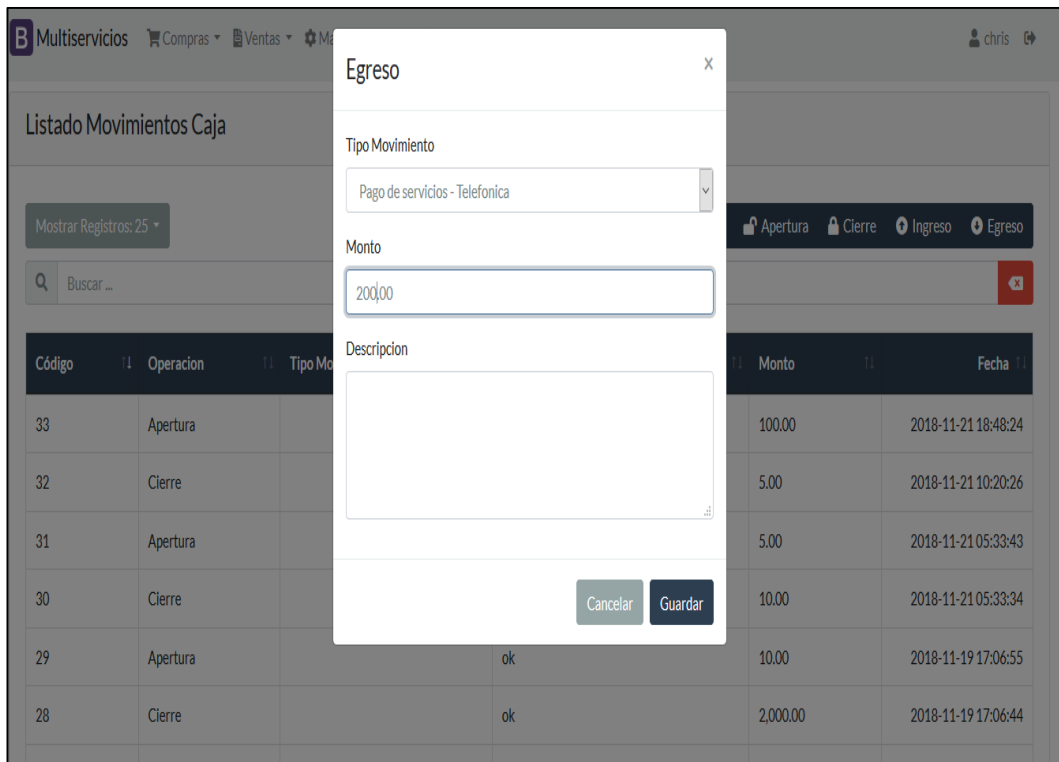 B Multiservicios Compras Ventas chris
Listado Movimientos Caja
Mostrar Registros: 25
Apertura Cierre Ingreso Egreso
Buscar ...
Egreso x
Tipo Movimiento
Pago de servicios - Telefonica
Monto
200,00
Descripcion
Cancelar Guardar
Código Operacion Tipo Mo Monto Fecha
33 Apertura 100.00 2018-11-21 18:48:24
32 Cierre 5.00 2018-11-21 10:20:26
31 Apertura 5.00 2018-11-21 05:33:43
30 Cierre 10.00 2018-11-21 05:33:34
29 Apertura ok 10.00 2018-11-19 17:06:55
28 Cierre ok 2,000.00 2018-11-19 17:06:44